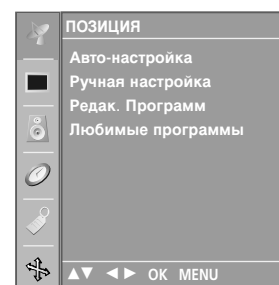 ПОЗИЦИЯ
Авто-настройка
Ручная настройка
Редак. Программ
Любимые программы
▲▼ ◄► OK MENU